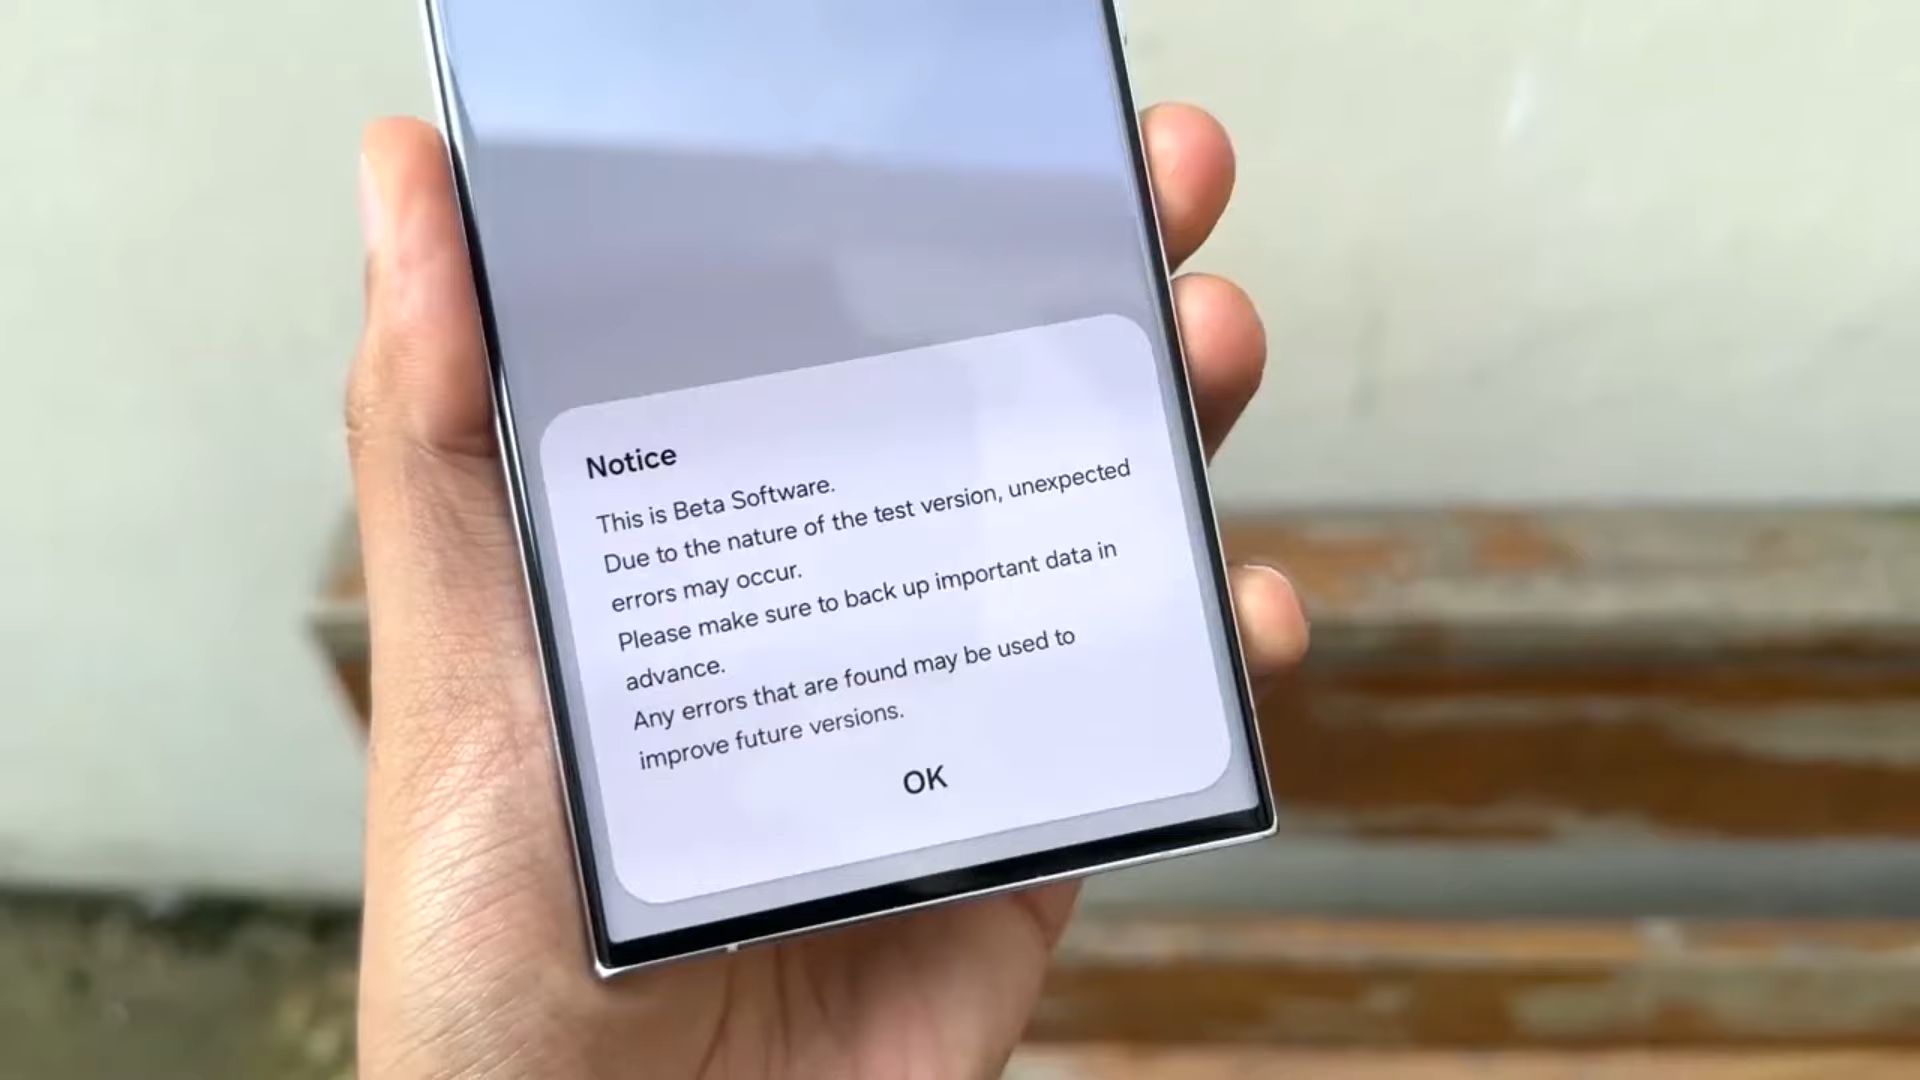 Notice
This is Beta Software.
Due to the nature of the test version, unexpected
errors may occur.
Please make sure to back up important data in
advance.
Any errors that are found may be used to
improve future versions.
OK